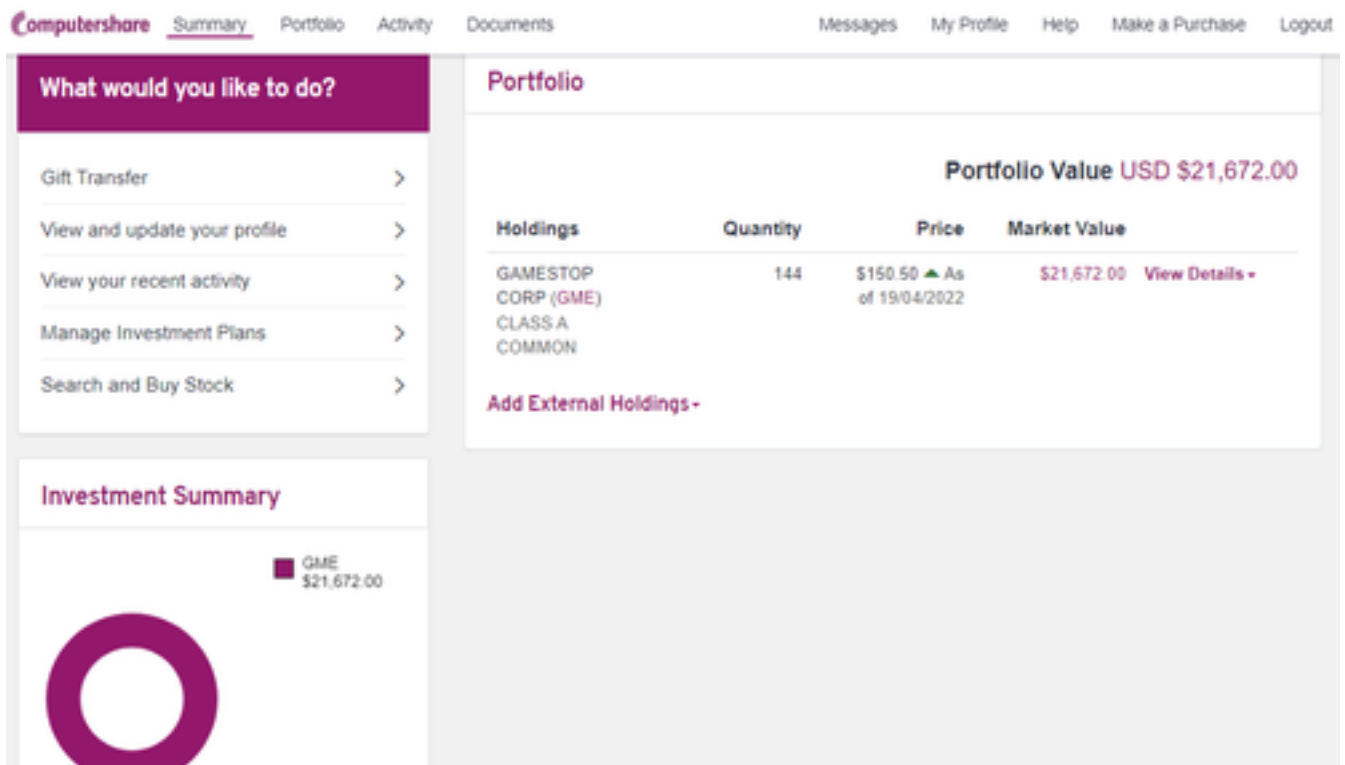 Computershare Summary Portfolio Activity Documents Messages My Profile Help Make a Purchase Logout
What would you like to do?
Gift Transfer
View and update your profile
View your recent activity
Manage Investment Plans
Search and Buy Stock
Portfolio
Portfolio Value USD $21,672.00
Holdings Quantity Price Market Value
GAMESTOP 144 $150.50 ▲ As $21,672.00 View Details
CORP (GME) of 19/04/2022
CLASS A
COMMON
Add External Holdings
Investment Summary
GME
$21,672.00